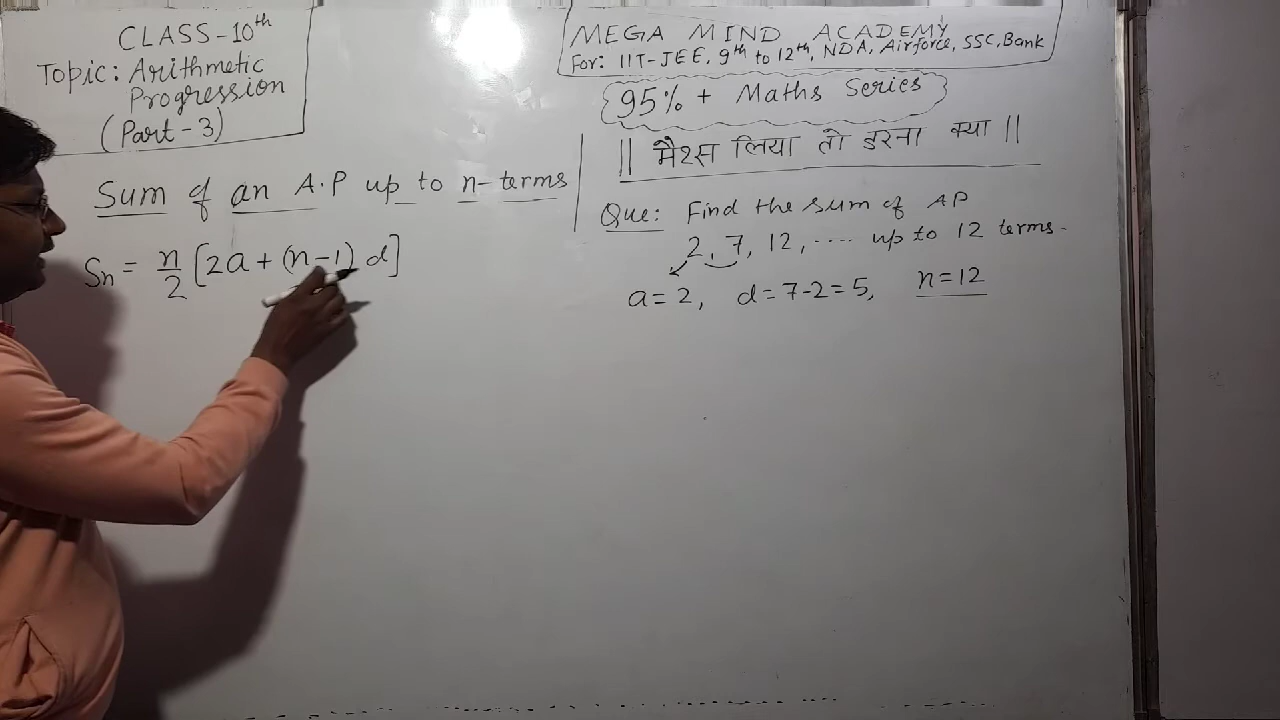 CLASS-10th
Topic: Arithmetic
Progression
(Part-3)
MEGA MIND ACADEMY
For: IIT-JEE, 9th to 12th, NDA, Airforce, SSC, Bank
95% + Maths Series
|| मैथ्स लिया तो डरना क्या ||
Sum of an A.P up to n-terms
Sn = n/2 [2a + (n-1) d]
Que: Find the sum of AP
2, 7, 12, .... up to 12 terms.
a = 2, d = 7-2 = 5, n = 12